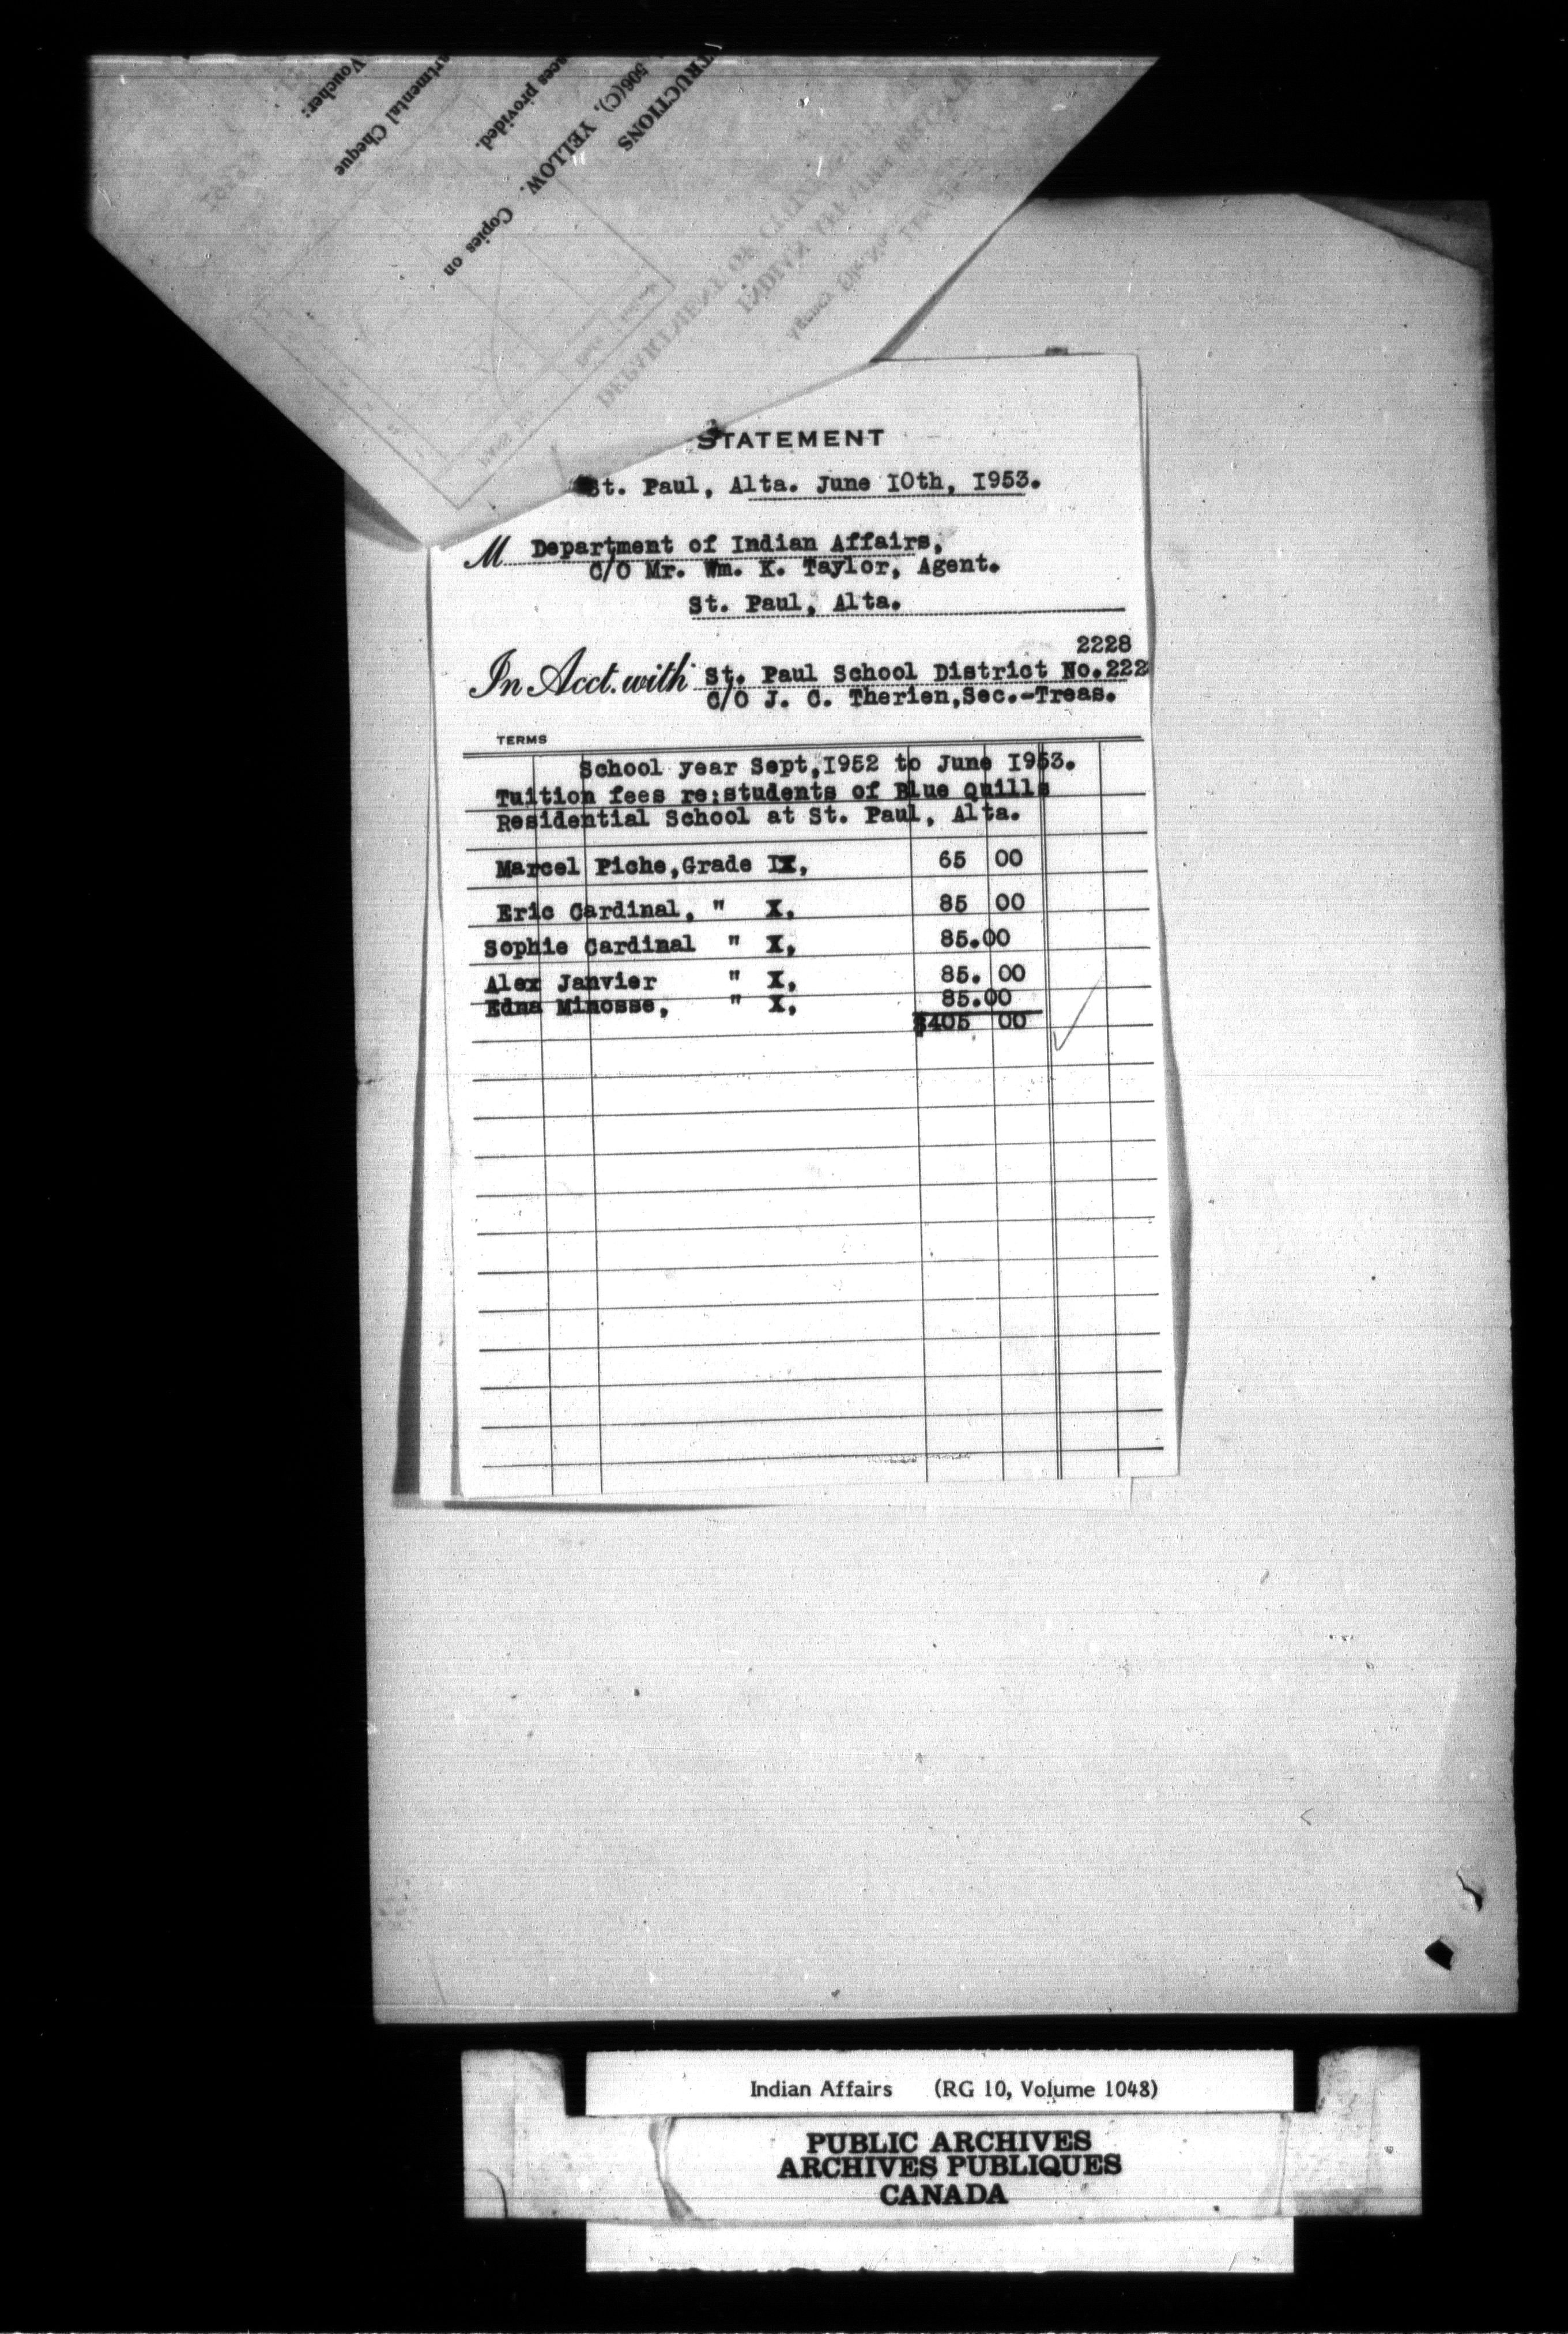 TRUCTIONS
506(C), YELLOW. Copies on
aces provided.
artmental Cheque
Voucher:
STATEMENT
St. Paul, Alta. June 10th, 1953.
M Department of Indian Affairs,
C/O Mr. Wm. K. Taylor, Agent.
St. Paul, Alta.
2228
In Acct. with St. Paul School District No.222
C/O J. C. Therien,Sec.-Treas.
TERMS
School year Sept,1952 to June 1953.
Tuition fees re:students of Blue Quills
Residential School at St. Paul, Alta.
Marcel Piche,Grade IX, 65 00
Eric Cardinal, " X, 85 00
Sophie Cardinal " X, 85.00
Alex Janvier " X, 85. 00
Edna Minosse, " X, 85.00
$405 00
Indian Affairs (RG 10, Volume 1048)
PUBLIC ARCHIVES
ARCHIVES PUBLIQUES
CANADA